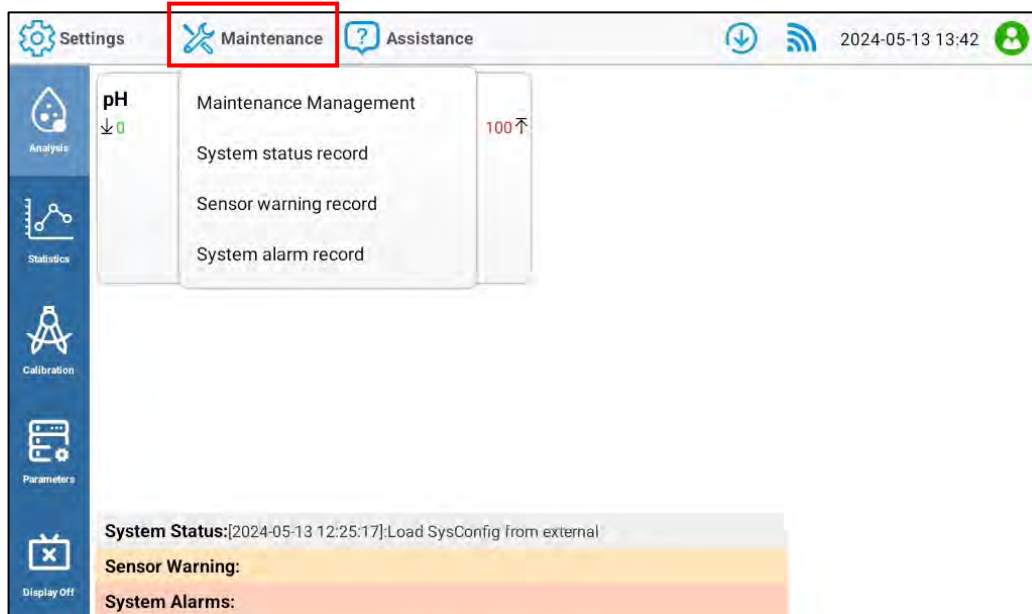 Settings Maintenance ? Assistance 2024-05-13 13:42
Analysis
Statistics
Calibration
Parameters
Display Off
pH
↓0
100↑
Maintenance Management
System status record
Sensor warning record
System alarm record
System Status:[2024-05-13 12:25:17]:Load SysConfig from external
Sensor Warning:
System Alarms: